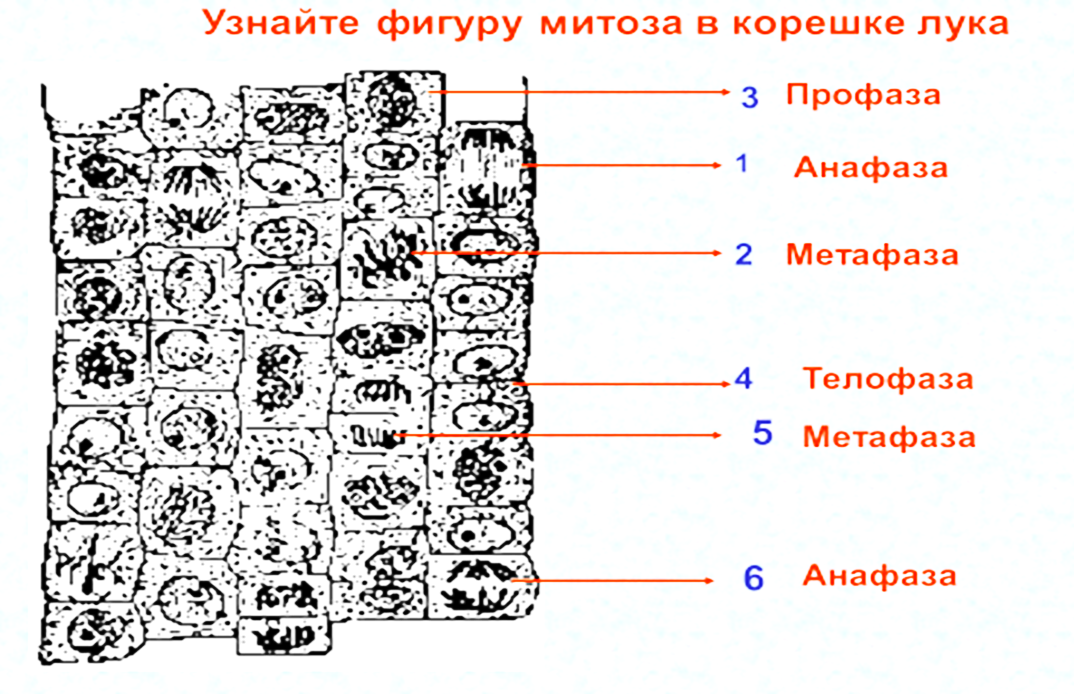 Узнайте фигуру митоза в корешке лука
3 Профаза
1 Анафаза
2 Метафаза
4 Телофаза
5 Метафаза
6 Анафаза